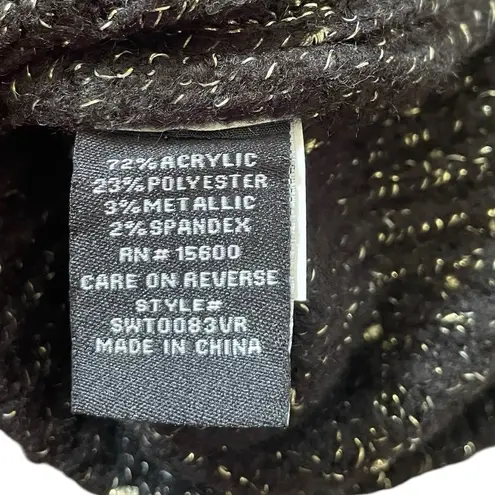 72% ACRYLIC
23% POLYESTER
3% METALLIC
2% SPANDEX
RN# 15600
CARE ON REVERSE
STYLE#
SWT0083VR
MADE IN CHINA